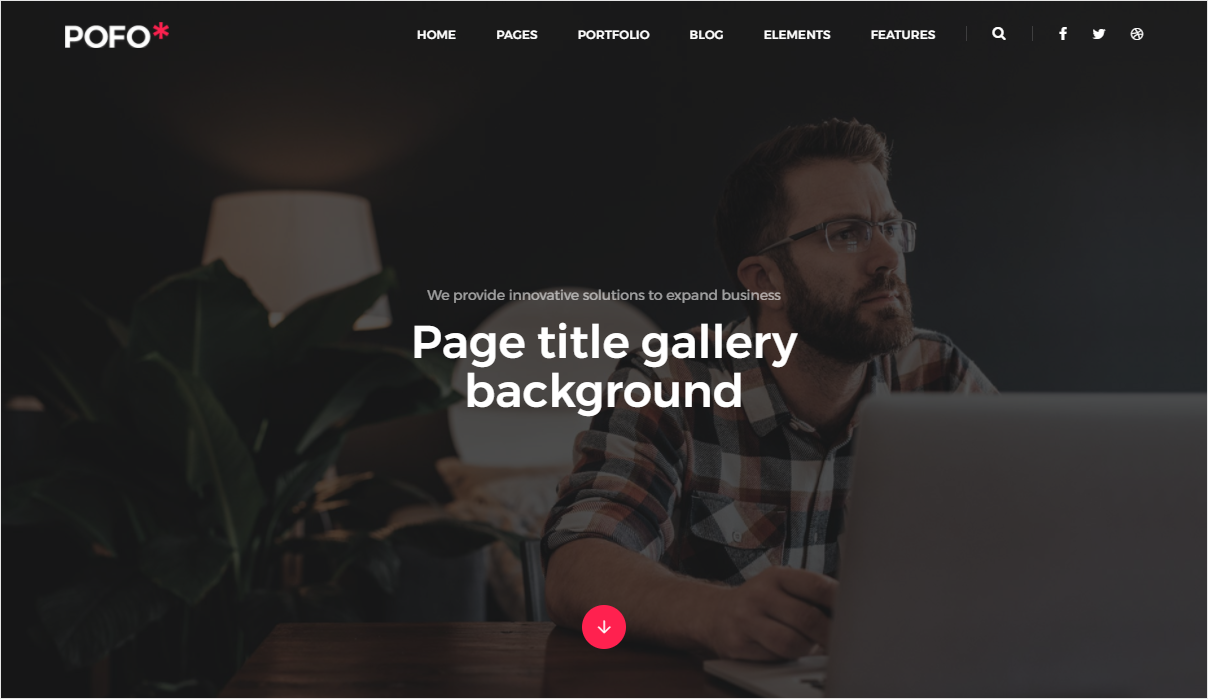 POFO*
HOME PAGES PORTFOLIO BLOG ELEMENTS FEATURES
We provide innovative solutions to expand business
Page title gallery
background